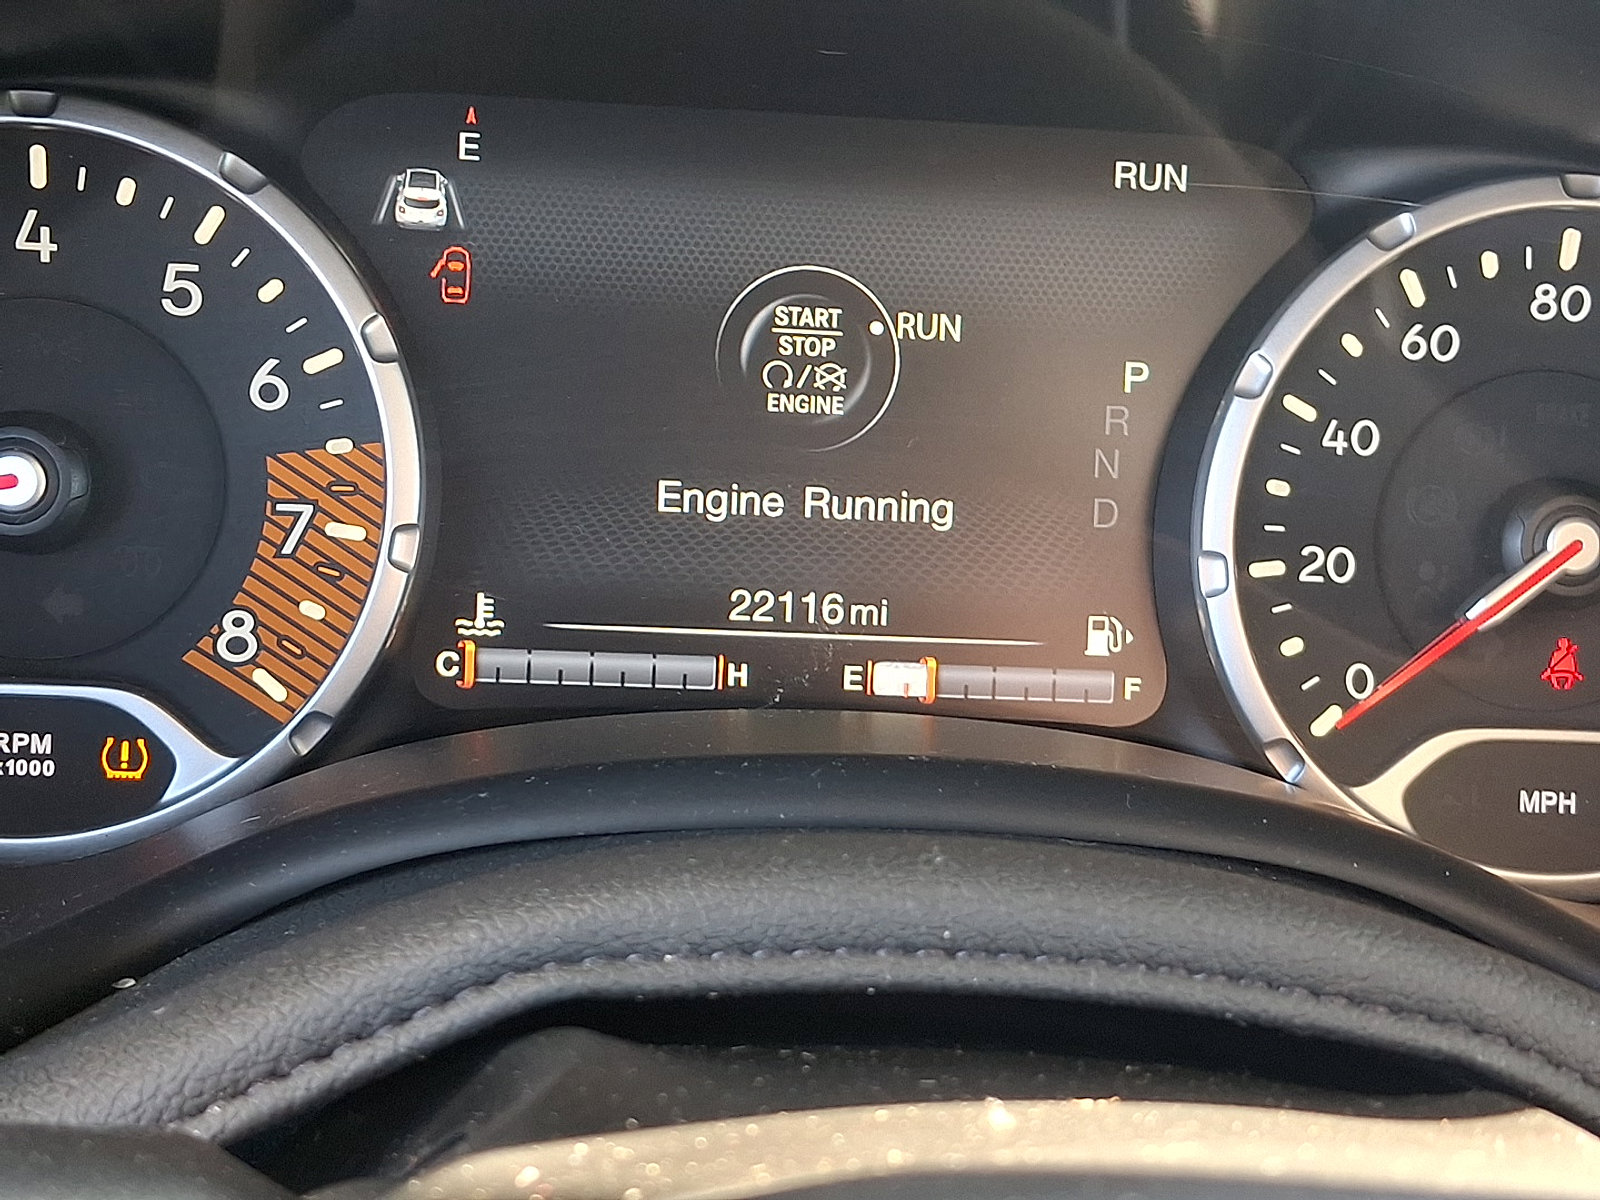 E
RUN
START
STOP
ENGINE
RUN
P
R
N
D
Engine Running
22116 mi
C
H
E
F
4
5
6
7
8
RPM
x1000
80
60
40
20
0
MPH